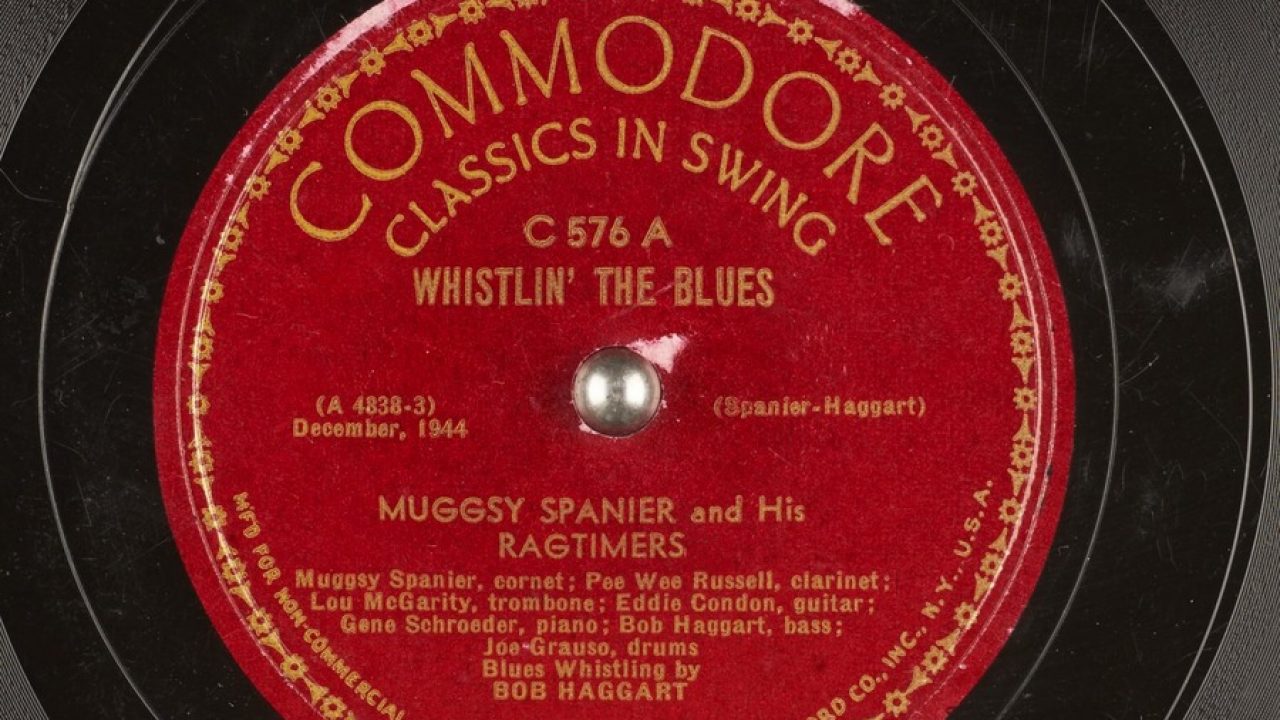 COMMODORE
CLASSICS IN SWING
C 576 A
WHISTLIN' THE BLUES
(A 4838-3)
December, 1944
(Spanier-Haggart)
MUGGSY SPANIER and His
RAGTIMERS
Muggsy Spanier, cornet; Pee Wee Russell, clarinet;
Lou McGarity, trombone; Eddie Condon, guitar;
Gene Schroeder, piano; Bob Haggart, bass;
Joe Grauso, drums
Blues Whistling by
BOB HAGGART
MF'D FOR NON-COMMERCIAL
CO., INC., N. Y., U.S.A.